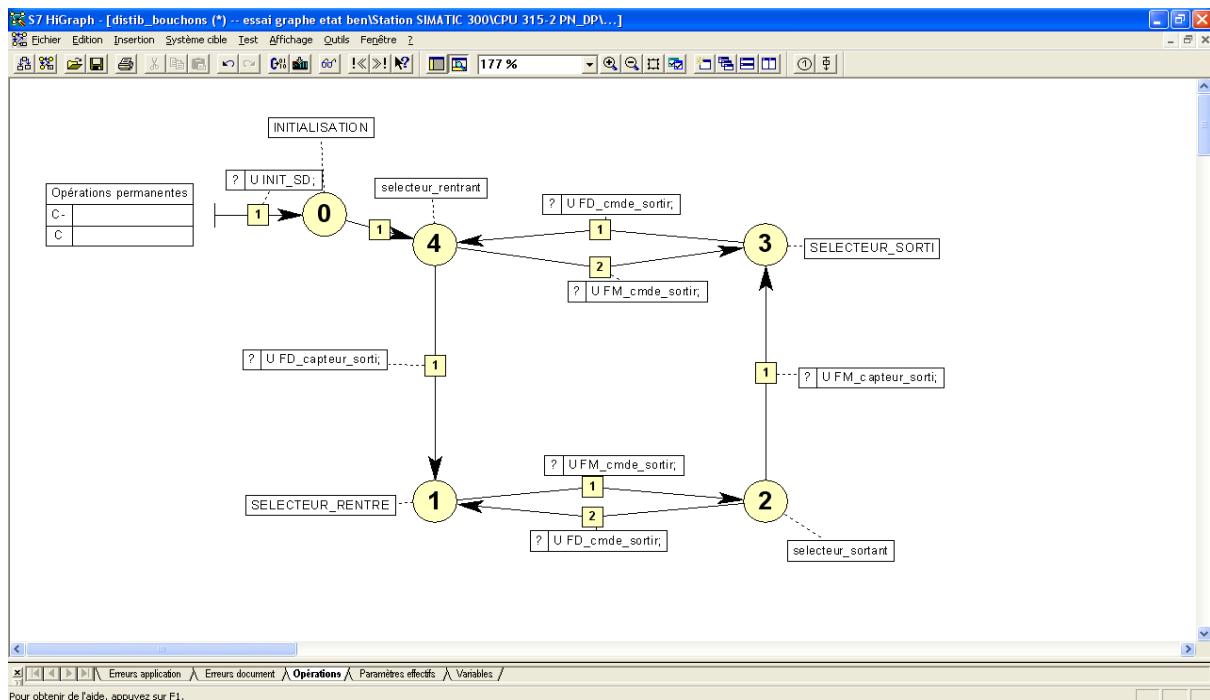 S7 HiGraph - [distib_bouchons (*) -- essai graphe etat ben\Station SIMATIC 300\CPU 315-2 PN_DP\...]
Fichier Edition Insertion Système cible Test Affichage Outils Fenêtre ?
!≪ ≫! 177 %
INITIALISATION
? U INIT_SD;
Opérations permanentes
C-
C
1
0
1
selecteur_rentrant
4
? U FD_cmde_sortir;
1
2
? U FM_cmde_sortir;
3
SELECTEUR_SORTI
? U FD_capteur_sorti;
1
1
? U FM_capteur_sorti;
? U FM_cmde_sortir;
1
SELECTEUR_RENTRE
1
2
2
? U FD_cmde_sortir;
selecteur_sortant
Erreurs application Erreurs document Opérations Paramètres effectifs Variables
Pour obtenir de l'aide, appuyez sur F1.